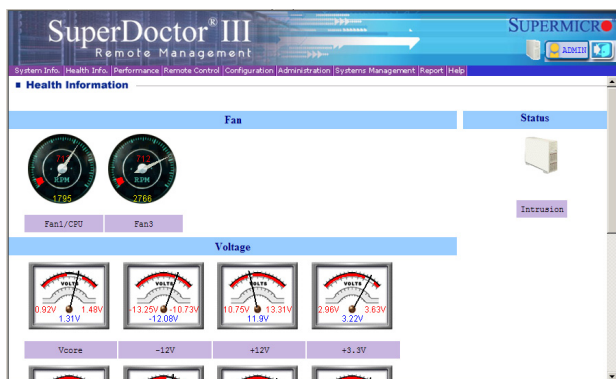 SuperDoctor® III
Remote Management
SUPERMICRO
ADMIN
System Info. |Health Info. |Performance |Remote Control |Configuration |Administration |Systems Management |Report |Help|
Health Information
Fan
Status
712
RPM
1795
712
RPM
2766
Fan1/CPU
Fan3
Intrusion
Voltage
VOLTS
0.92V
1.48V
1.31V
VOLTS
-13.25V
-10.73V
-12.08V
VOLTS
10.75V
13.31V
11.9V
VOLTS
2.96V
3.63V
3.22V
Vcore
-12V
+12V
+3.3V